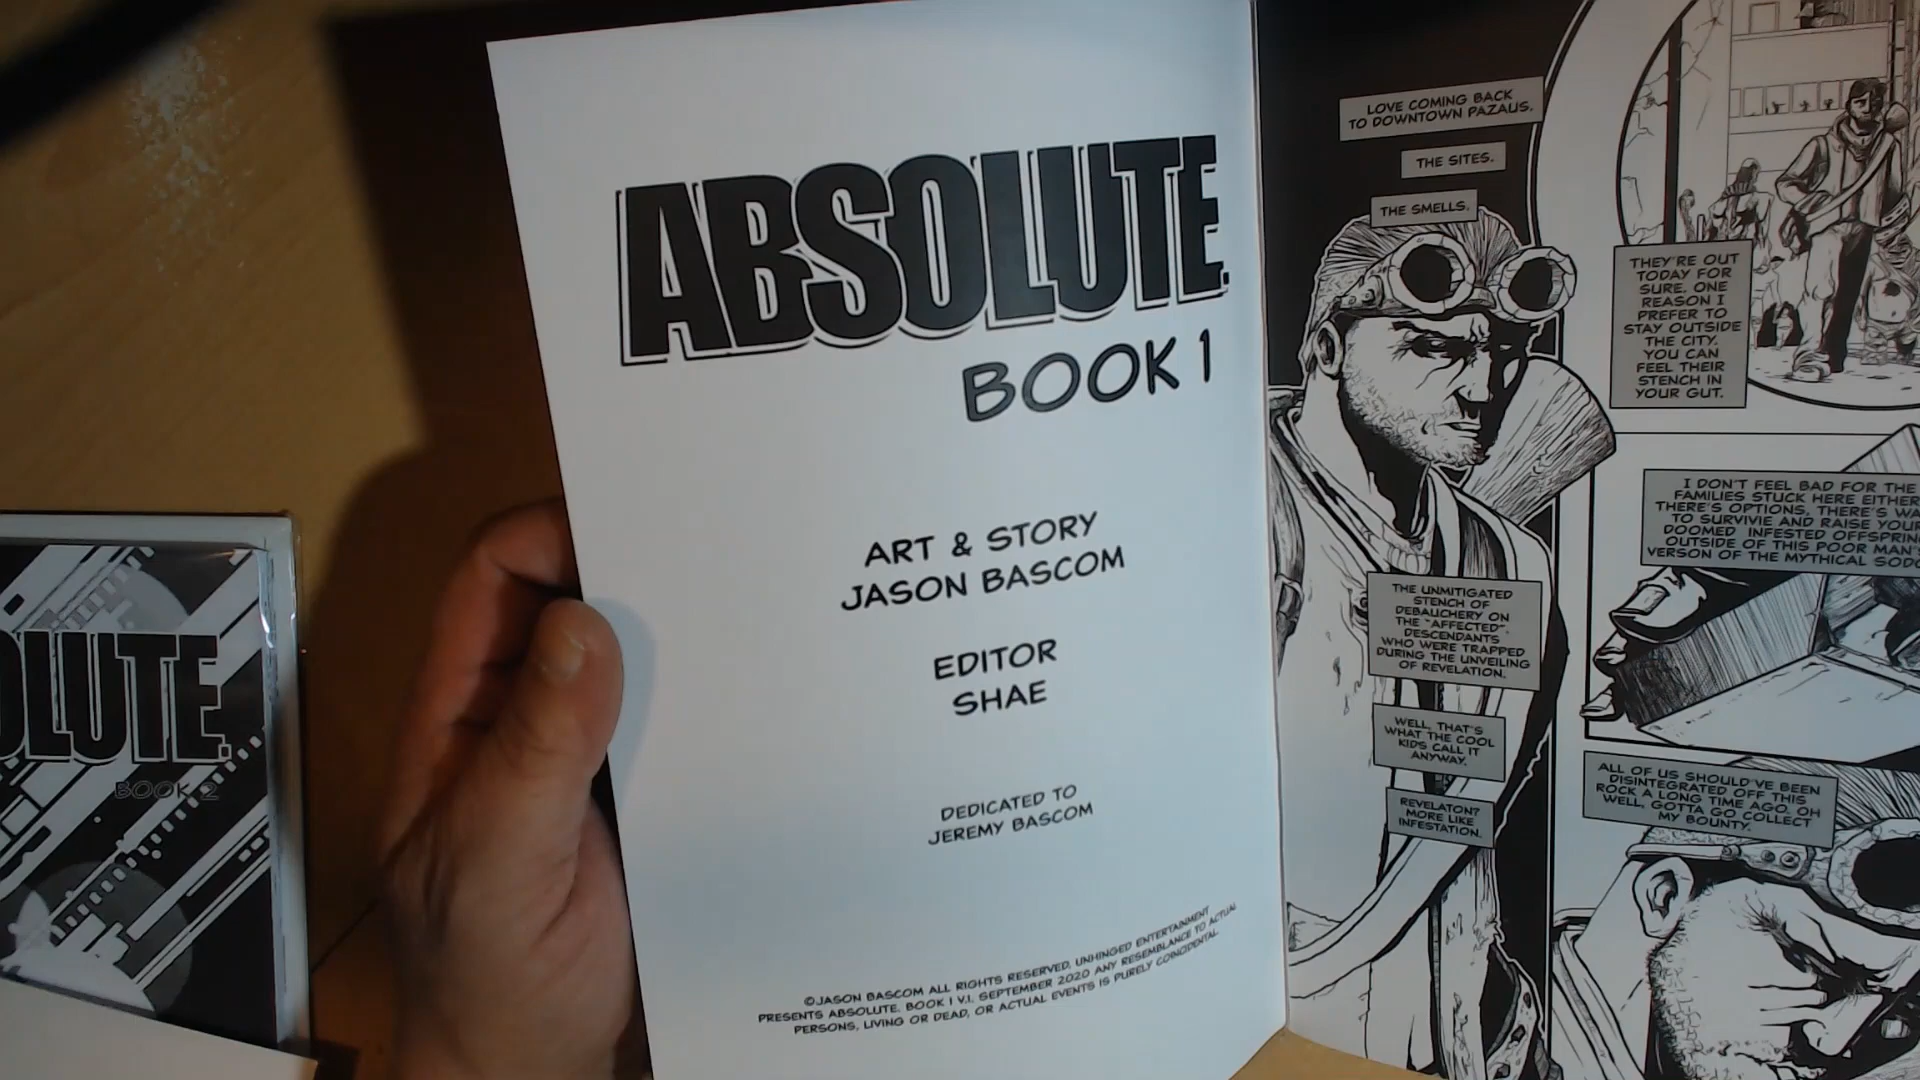 OLUTE.
BOOK 2
ABSOLUTE.
BOOK 1
ART & STORY
JASON BASCOM
EDITOR
SHAE
DEDICATED TO
JEREMY BASCOM
©JASON BASCOM ALL RIGHTS RESERVED, UNHINGED ENTERTAINMENT
PRESENTS ABSOLUTE. BOOK 1 V.1. SEPTEMBER 2020 ANY RESEMBLANCE TO ACTUAL
PERSONS, LIVING OR DEAD, OR ACTUAL EVENTS IS PURELY COINCIDENTAL
LOVE COMING BACK
TO DOWNTOWN PAZAUS.
THE SITES.
THE SMELLS.
THEY'RE OUT
TODAY FOR
SURE. ONE
REASON I
PREFER TO
STAY OUTSIDE
THE CITY.
YOU CAN
FEEL THEIR
STENCH IN
YOUR GUT.
I DON'T FEEL BAD FOR THE
FAMILIES STUCK HERE EITHER
THERE'S OPTIONS, THERE'S WA
TO SURVIVIE AND RAISE YOUR
DOOMED INFESTED OFFSPRIN
OUTSIDE OF THIS POOR MAN'S
VERSON OF THE MYTHICAL SODO
THE UNMITIGATED
STENCH OF
DEBAUCHERY ON
THE "AFFECTED".
DESCENDANTS
WHO WERE TRAPPED
DURING THE UNVEILING
OF REVELATION.
WELL, THAT'S
WHAT THE COOL
KIDS CALL IT
ANYWAY.
REVELATON?
MORE LIKE
INFESTATION.
ALL OF US SHOULD'VE BEEN
DISINTEGRATED OFF THIS
ROCK A LONG TIME AGO. OH
WELL, GOTTA GO COLLECT
MY BOUNTY.